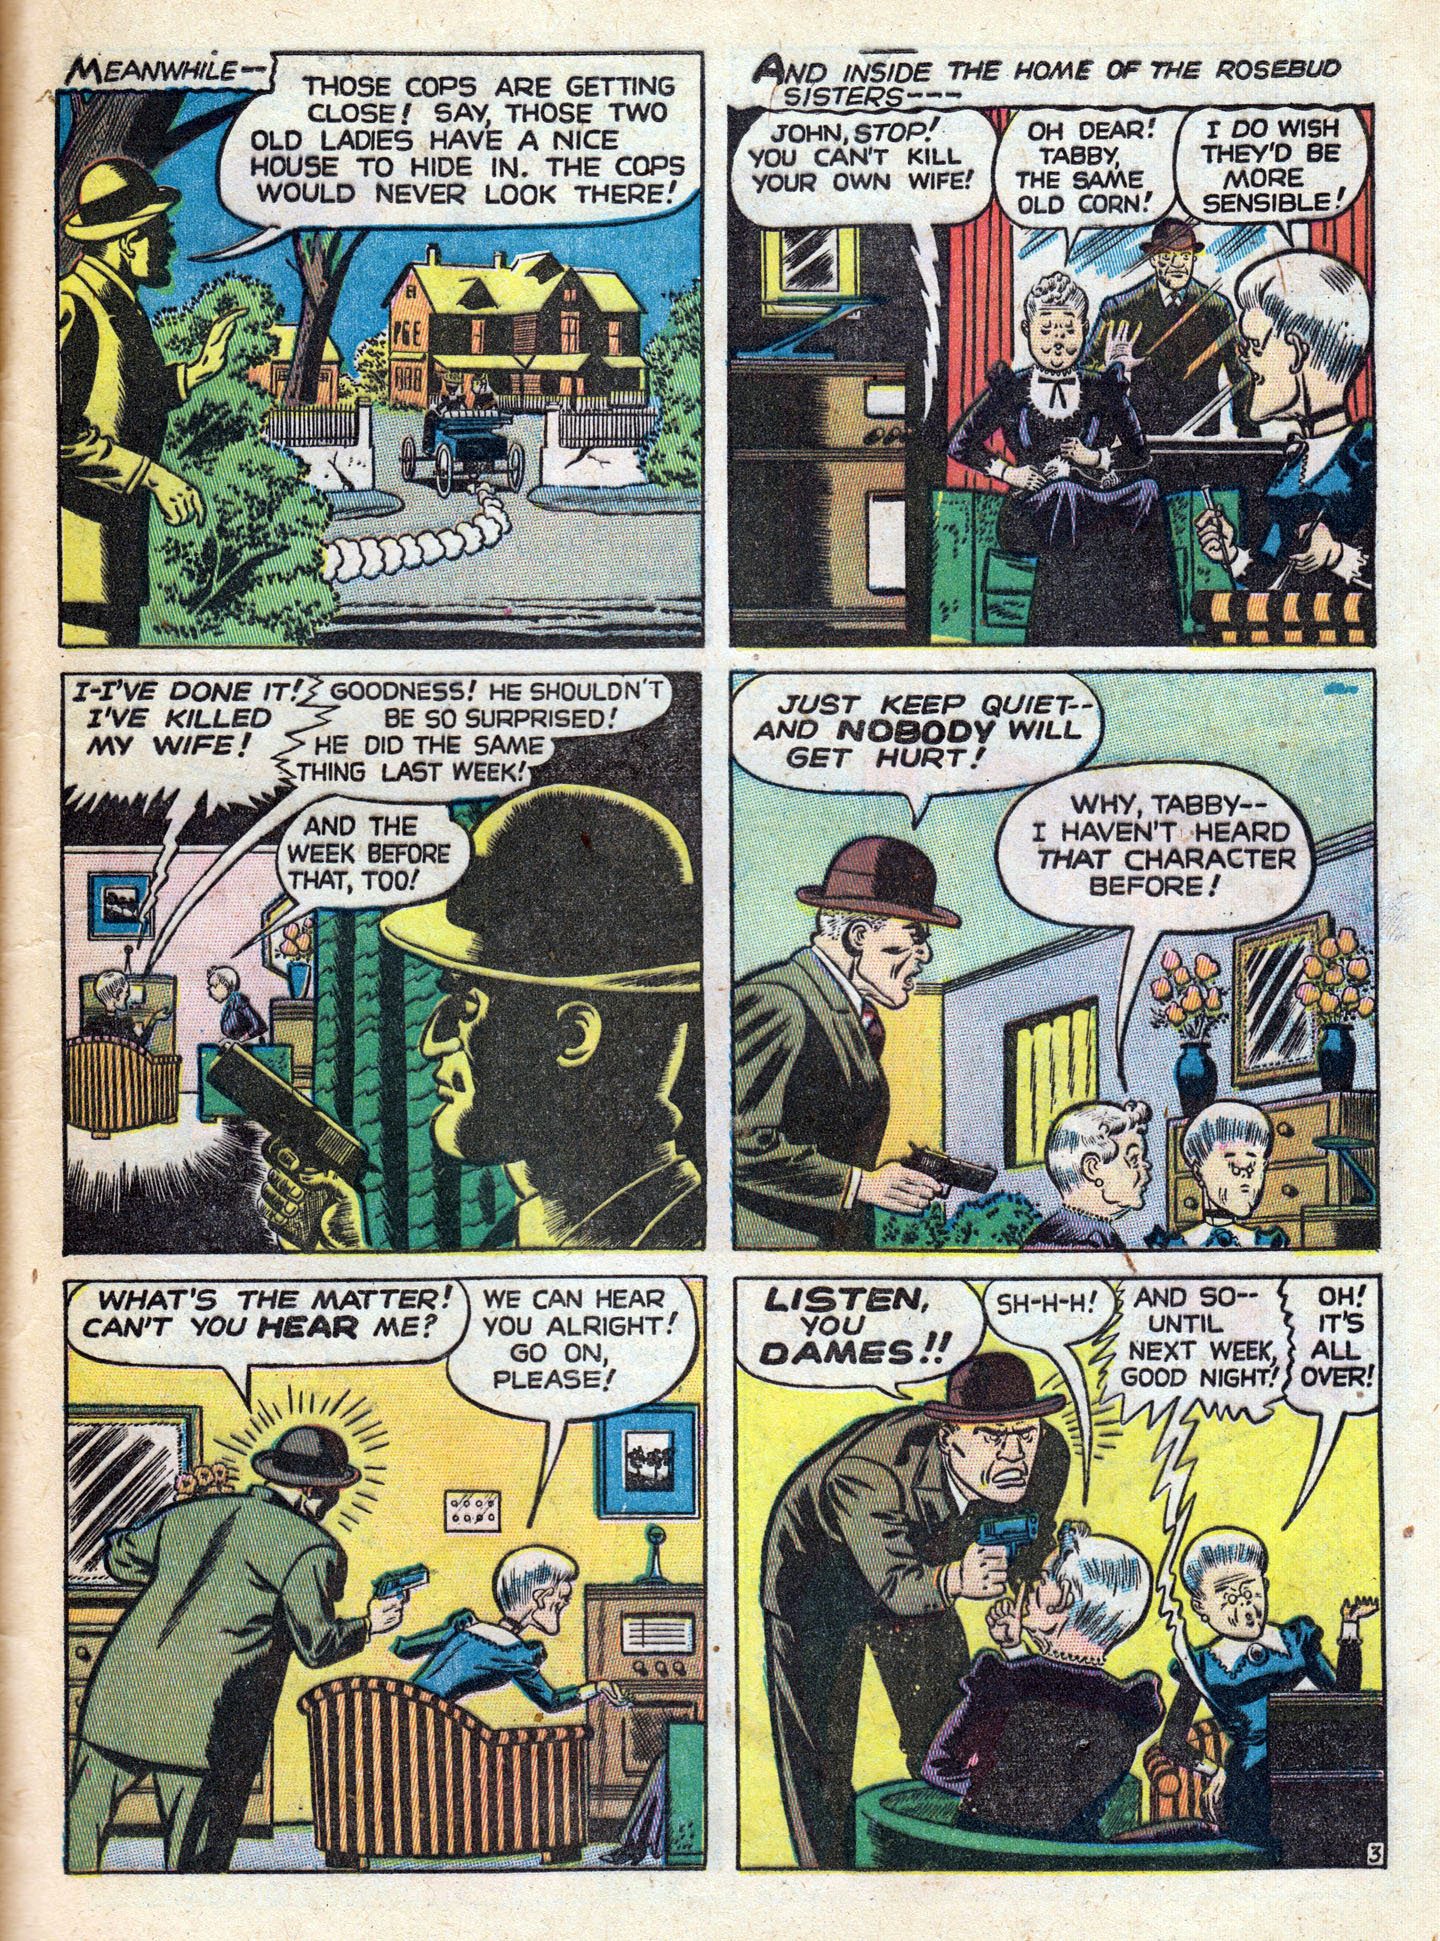 MEANWHILE--
THOSE COPS ARE GETTING
CLOSE! SAY, THOSE TWO
OLD LADIES HAVE A NICE
HOUSE TO HIDE IN. THE COPS
WOULD NEVER LOOK THERE!
AND INSIDE THE HOME OF THE ROSEBUD
SISTERS---
JOHN, STOP!
YOU CAN'T KILL
YOUR OWN WIFE!
OH DEAR!
TABBY,
THE SAME
OLD CORN!
I DO WISH
THEY'D BE
MORE
SENSIBLE!
I-I'VE DONE IT!
I'VE KILLED
MY WIFE!
GOODNESS! HE SHOULDN'T
BE SO SURPRISED!
HE DID THE SAME
THING LAST WEEK!
AND THE
WEEK BEFORE
THAT, TOO!
JUST KEEP QUIET--
AND NOBODY WILL
GET HURT!
WHY, TABBY--
I HAVEN'T HEARD
THAT CHARACTER
BEFORE!
WHAT'S THE MATTER!
CAN'T YOU HEAR ME?
WE CAN HEAR
YOU ALRIGHT!
GO ON,
PLEASE!
LISTEN,
YOU
DAMES!!
SH-H-H!
AND SO--
UNTIL
NEXT WEEK,
GOOD NIGHT!
OH!
IT'S
ALL
OVER!
3